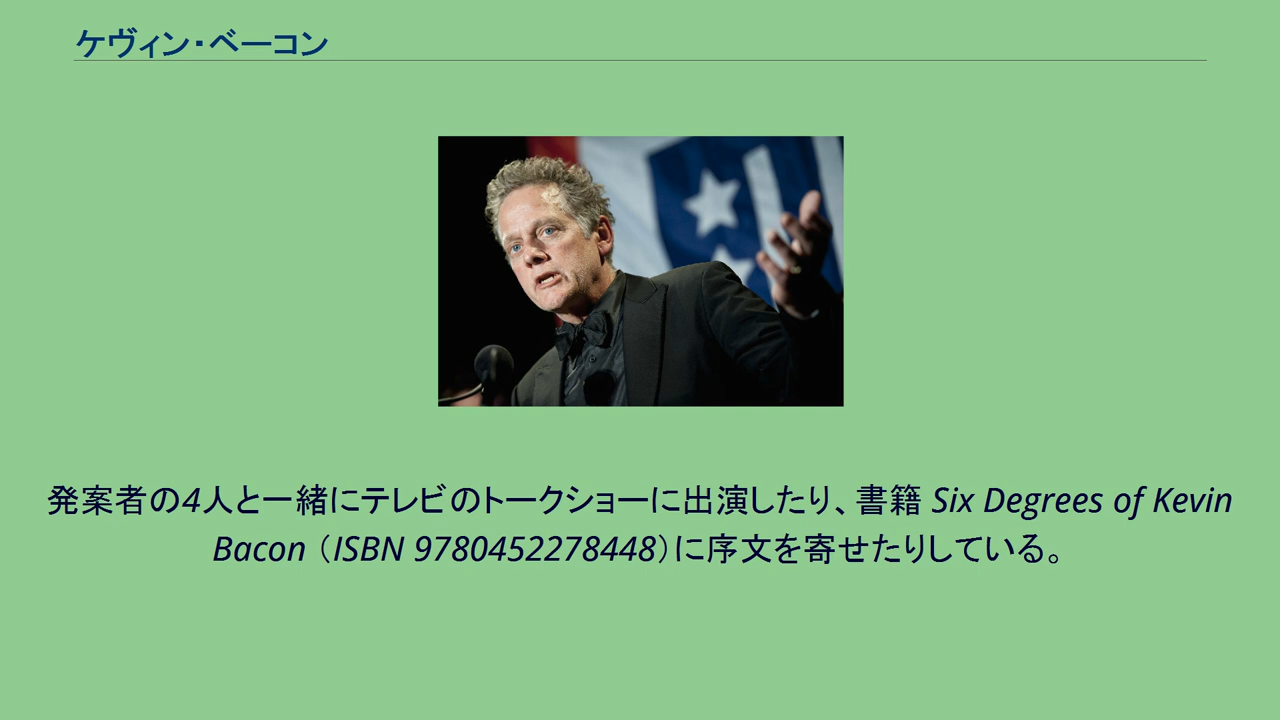 ケヴィン・ベーコン
発案者の4人と一緒にテレビのトークショーに出演したり、書籍 Six Degrees of Kevin
Bacon（ISBN 9780452278448）に序文を寄せたりしている。